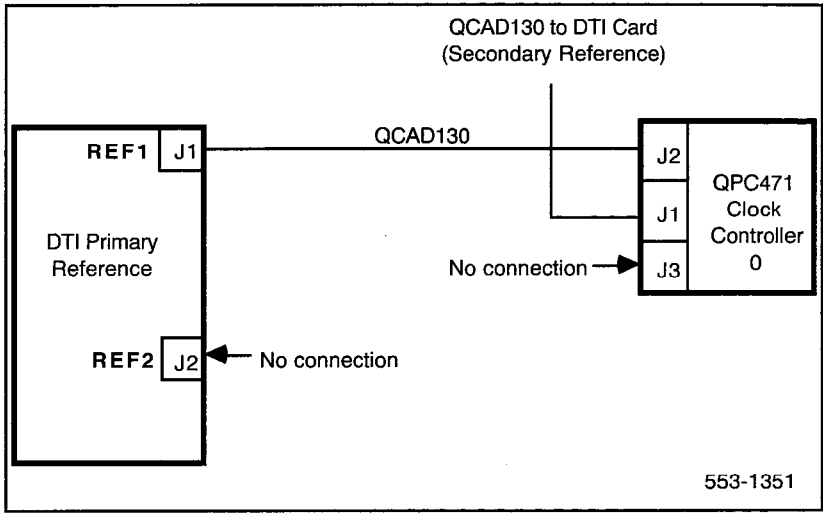 QCAD130 to DTI Card
(Secondary Reference)
QCAD130
REF1 J1
J2
QPC471
Clock
Controller
0
J1
DTI Primary
Reference
No connection
J3
REF2 J2
No connection
553-1351